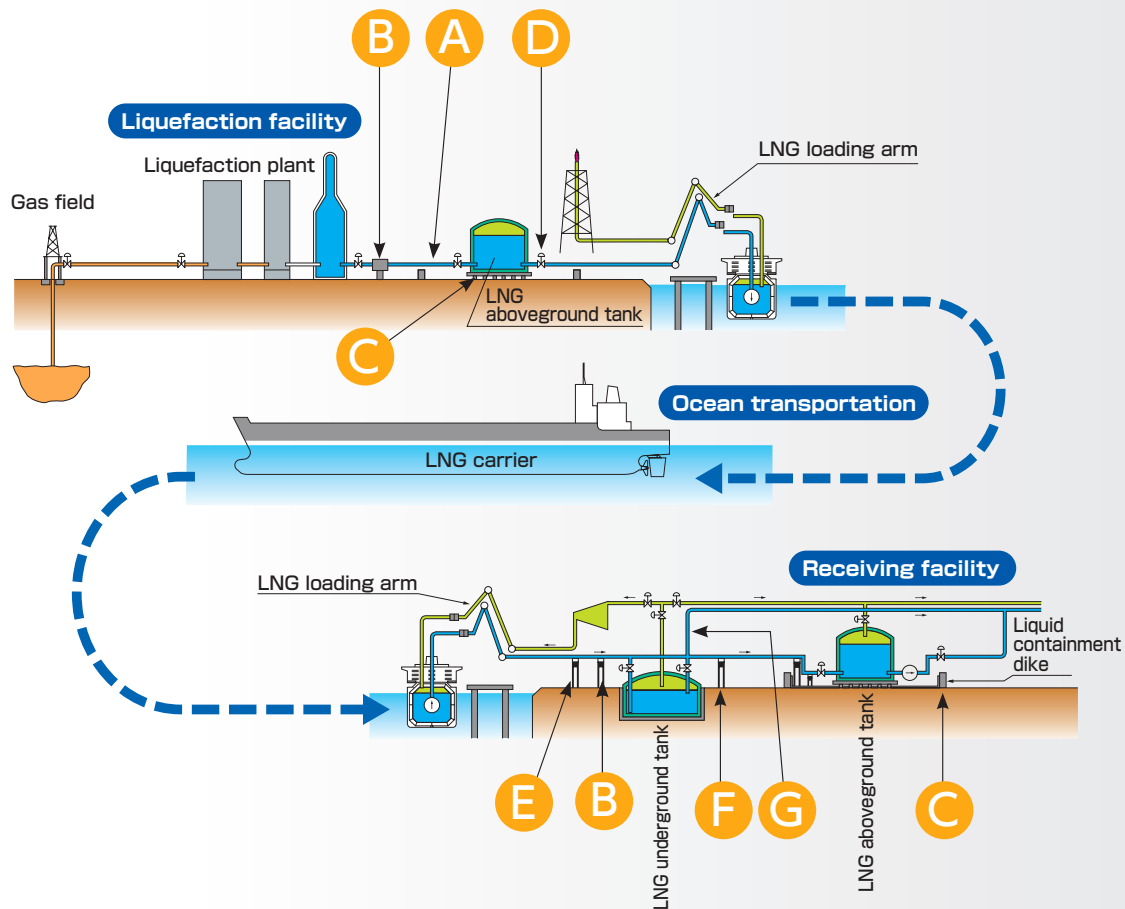 B A D
Liquefaction facility
Liquefaction plant
LNG loading arm
Gas field
LNG
aboveground tank
C
Ocean transportation
LNG carrier
Receiving facility
LNG loading arm
Liquid
containment
dike
LNG underground tank
LNG aboveground tank
E B F G C